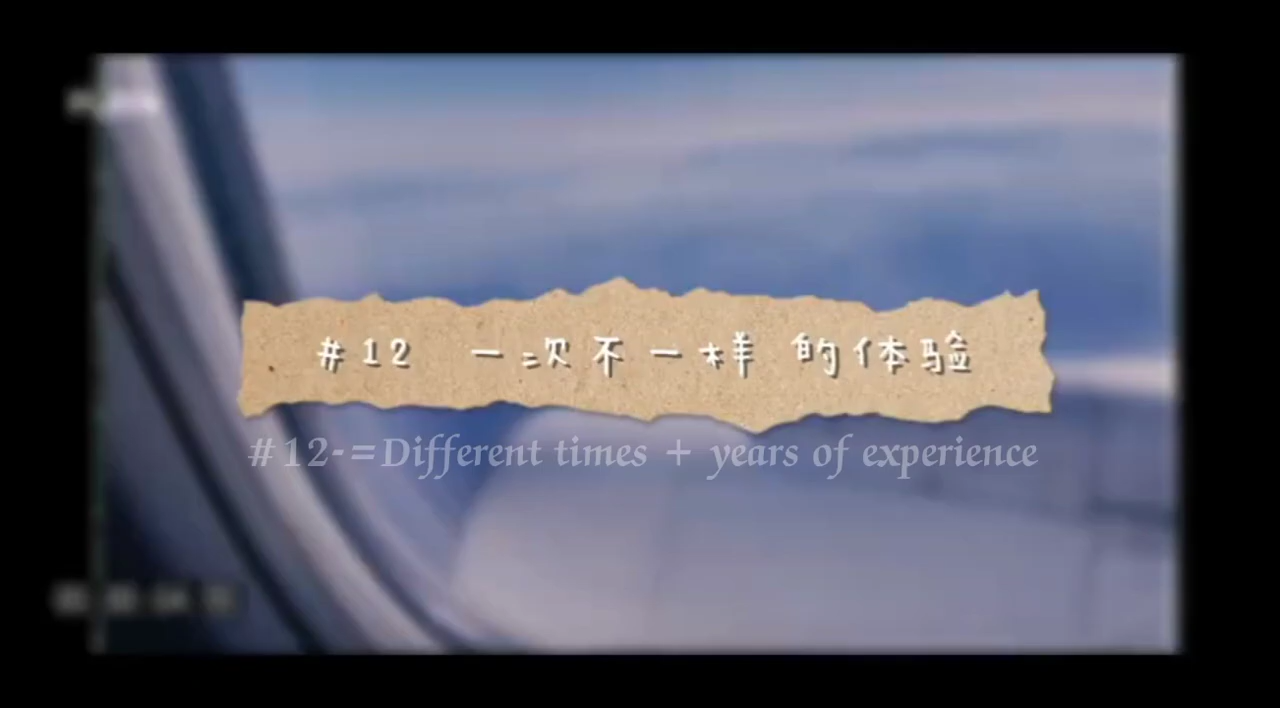 #12 一次不一样的体验
#12-=Different times + years of experience